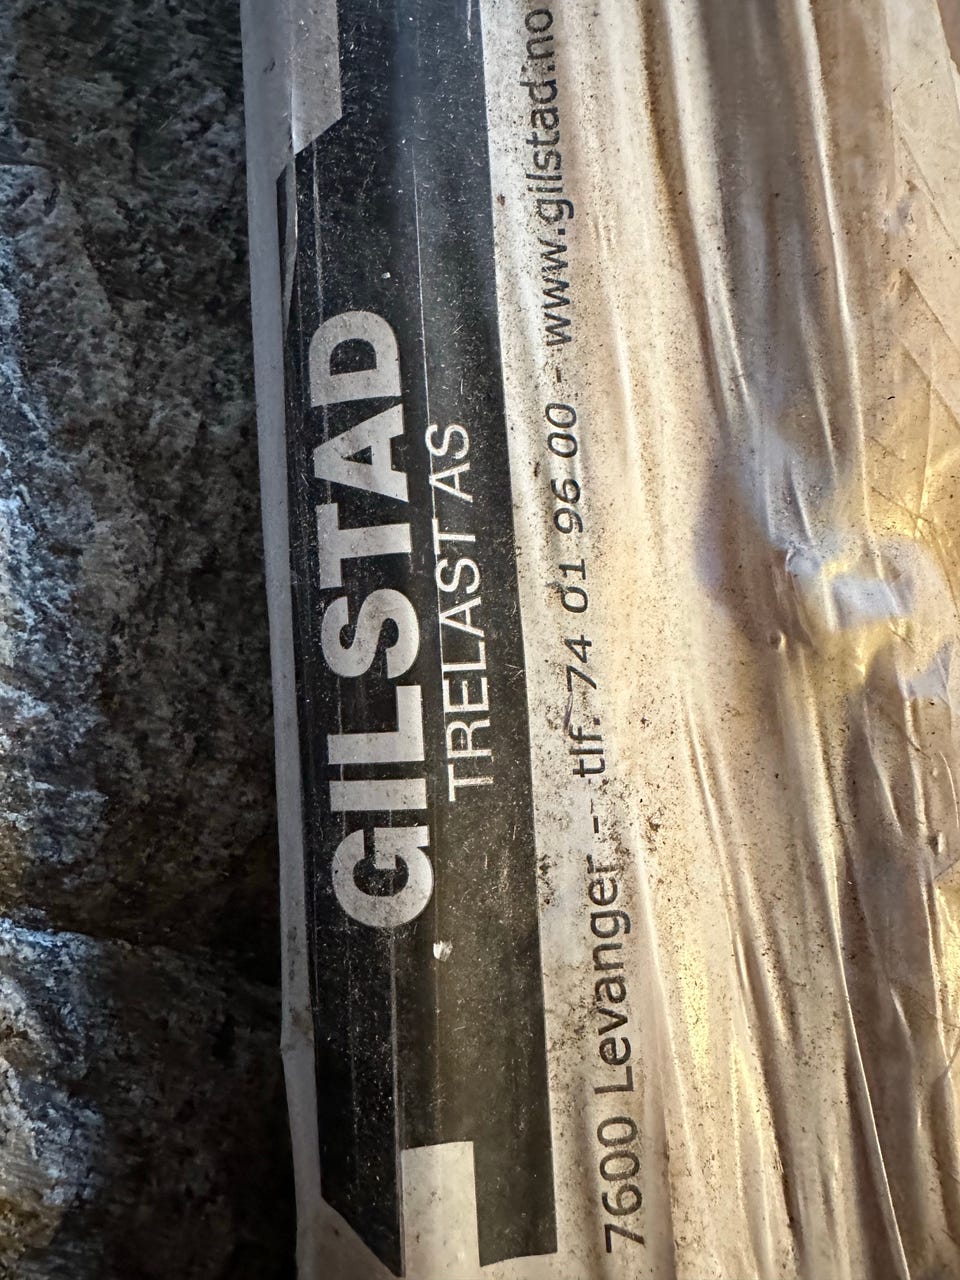 GILSTAD
TRELAST AS
7600 Levanger - tlf. 74 01 96 00 - www.gilstad.no